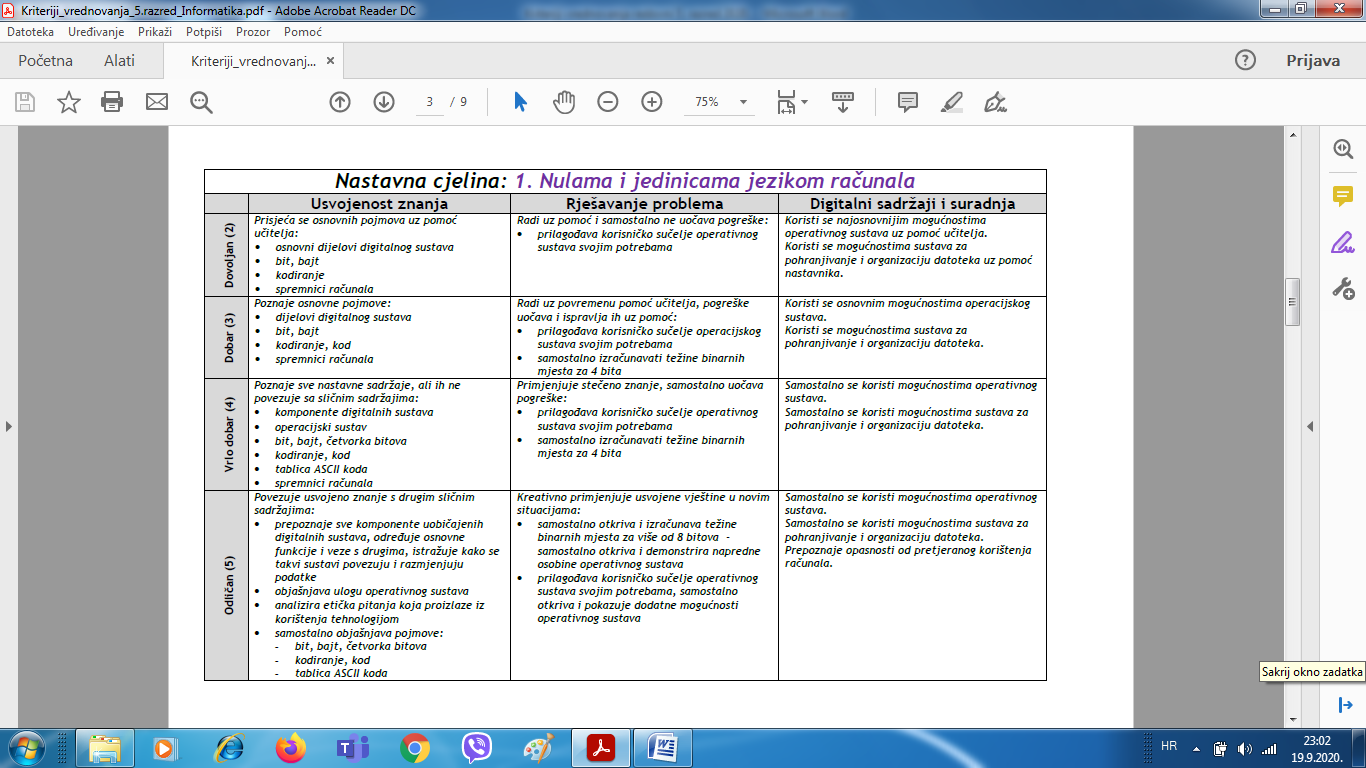 Kriteriji_vrednovanja_5.razred_Informatika.pdf - Adobe Acrobat Reader DC
Datoteka Uređivanje Prikaži Potpiši Prozor Pomoć
Početna Alati Kriteriji_vrednovanj... × Prijava
3 / 9 75%
Nastavna cjelina: 1. Nulama i jedinicama jezikom računala
Usvojenost znanja Rješavanje problema Digitalni sadržaji i suradnja
Dovoljan (2)
Prisjeća se osnovnih pojmova uz pomoć
učitelja:
• osnovni dijelovi digitalnog sustava
• bit, bajt
• kodiranje
• spremnici računala
Radi uz pomoć i samostalno ne uočava pogreške:
• prilagođava korisničko sučelje operativnog
sustava svojim potrebama
Koristi se najosnovnijim mogućnostima
operativnog sustava uz pomoć učitelja.
Koristi se mogućnostima sustava za
pohranjivanje i organizaciju datoteka uz pomoć
nastavnika.
Dobar (3)
Poznaje osnovne pojmove:
• dijelovi digitalnog sustava
• bit, bajt
• kodiranje, kod
• spremnici računala
Radi uz povremenu pomoć učitelja, pogreške
uočava i ispravlja ih uz pomoć:
• prilagođava korisničko sučelje operacijskog
sustava svojim potrebama
• samostalno izračunavati težine binarnih
mjesta za 4 bita
Koristi se osnovnim mogućnostima operacijskog
sustava.
Koristi se mogućnostima sustava za
pohranjivanje i organizaciju datoteka.
Vrlo dobar (4)
Poznaje sve nastavne sadržaje, ali ih ne
povezuje sa sličnim sadržajima:
• komponente digitalnih sustava
• operacijski sustav
• bit, bajt, četvorka bitova
• kodiranje, kod
• tablica ASCII koda
• spremnici računala
Primjenjuje stečeno znanje, samostalno uočava
pogreške:
• prilagođava korisničko sučelje operativnog
sustava svojim potrebama
• samostalno izračunavati težine binarnih
mjesta za 4 bita
Samostalno se koristi mogućnostima operativnog
sustava.
Samostalno se koristi mogućnostima sustava za
pohranjivanje i organizaciju datoteka.
Odličan (5)
Povezuje usvojeno znanje s drugim sličnim
sadržajima:
• prepoznaje sve komponente uobičajenih
digitalnih sustava, određuje osnovne
funkcije i veze s drugima, istražuje kako se
takvi sustavi povezuju i razmjenjuju
podatke
• objašnjava ulogu operativnog sustava
• analizira etička pitanja koja proizlaze iz
korištenja tehnologijom
• samostalno objašnjava pojmove:
- bit, bajt, četvorka bitova
- kodiranje, kod
- tablica ASCII koda
Kreativno primjenjuje usvojene vještine u novim
situacijama:
• samostalno otkriva i izračunava težine
binarnih mjesta za više od 8 bitova -
samostalno otkriva i demonstrira napredne
osobine operativnog sustava
• prilagođava korisničko sučelje operativnog
sustava svojim potrebama, samostalno
otkriva i pokazuje dodatne mogućnosti
operativnog sustava
Samostalno se koristi mogućnostima operativnog
sustava.
Samostalno se koristi mogućnostima sustava za
pohranjivanje i organizaciju datoteka.
Prepoznaje opasnosti od pretjeranog korištenja
računala.
Sakrij okno zadatka
HR 23:02
19.9.2020.